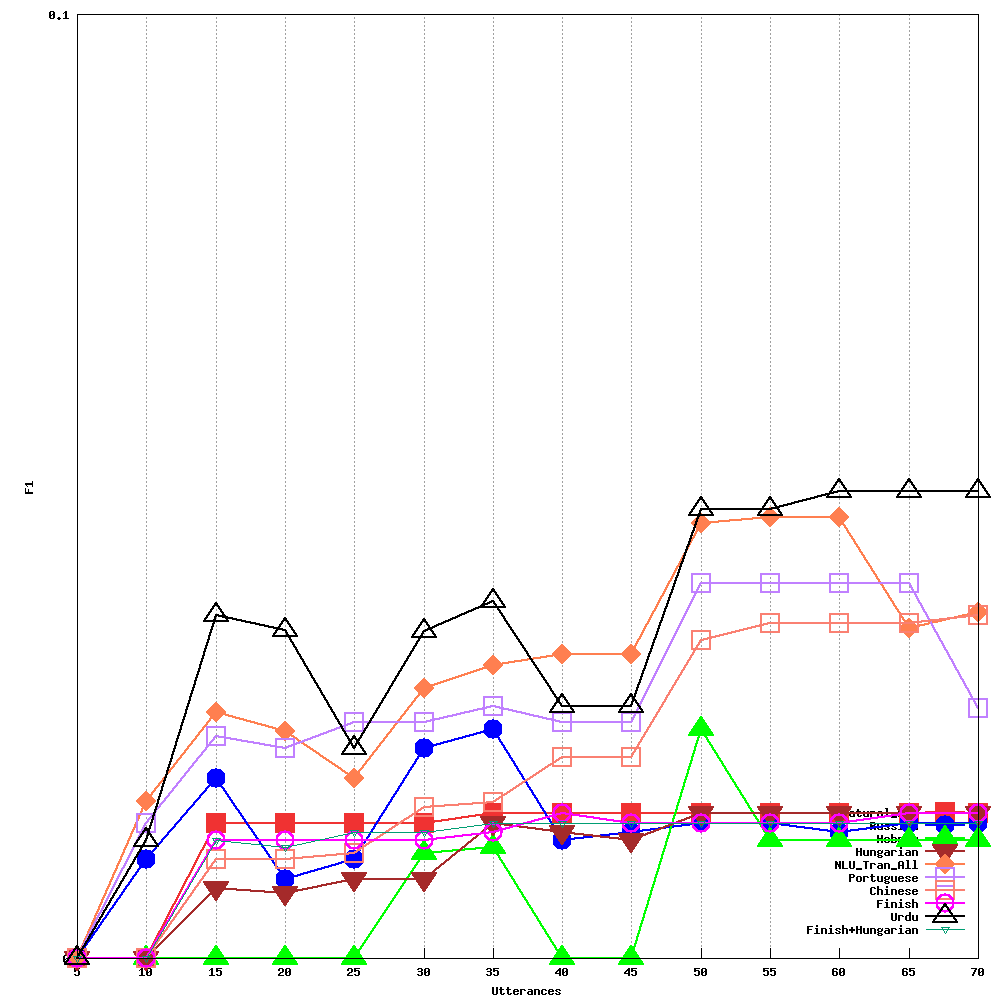 0.1
F1
Hungarian
NLU_Tran_All
Portuguese
Chinese
Finish
Urdu
Finish+Hungarian
5 10 15 20 25 30 35 40 45 50 55 60 65 70
Utterances